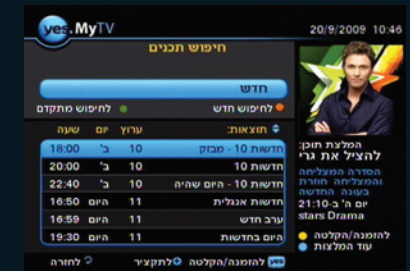 yes.MyTV
20/9/2009 10:46
חיפוש תכנים
חדש
לחיפוש חדש
לחיפוש מתקדם
תוצאות: ערוץ יום שעה
חדשות 10 - מבזק 10 ב' 18:00
חדשות 10 10 ב' 20:00
חדשות 10 - היום שהיה 10 ב' 22:40
חדשות אנגלית 11 היום 16:50
ערב חדש 11 היום 16:59
היום בחדשות 11 היום 19:30
yes להזמנה/הקלטה לתקציר לחזרה
המלצת תוכן:
להציל את גרי
הסדרה המצליחה
והמצליחה חוזרת
בעונה החדשה
יום ה' ב-21:10
stars Drama
להזמנה/הקלטה
עוד המלצות